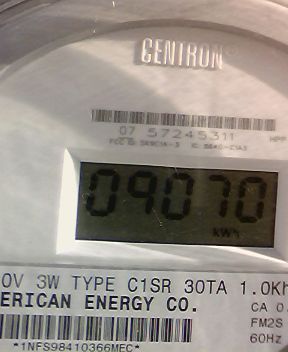 CENTRON®
07 57245311
09070
kWh
0V 3W TYPE C1SR 30TA 1.0Kh
ERICAN ENERGY CO.
CA 0.
FM2S
60Hz
*1NFS98410366MEC*